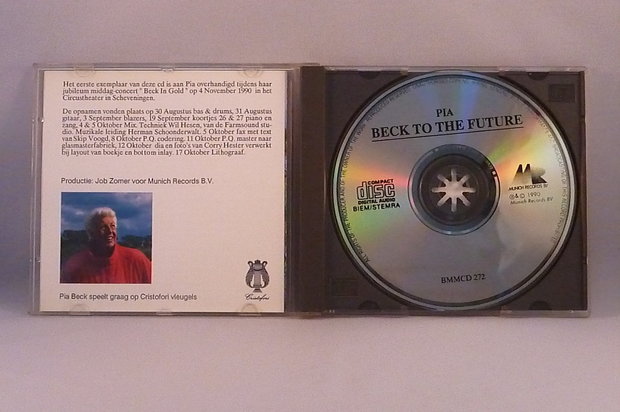 Het eerste exemplaar van deze cd is aan Pia overhandigd tijdens haar
jubileum middag-concert " Beck In Gold " op 4 November 1990 in het
Circustheater in Scheveningen.
De opnamen vonden plaats op 30 Augustus bas & drums, 31 Augustus
gitaar, 3 September blazers, 19 September koortjes 26 & 27 piano en
zang, 4 & 5 Oktober Mix. Techniek Wil Hesen, van de Farmsound stu-
dio. Muzikale leiding Herman Schoonderwalt. 5 Oktober fax met text
van Skip Voogd, 8 Oktober P.Q. codering, 11 Oktober P.Q. master naar
glasmasterfabriek, 12 Oktober dia en foto's van Corry Hester verwerkt
bij layout van boekje en bottom inlay. 17 Oktober Lithograaf.
Productie: Job Zomer voor Munich Records B.V.
Cristofori
Pia Beck speelt graag op Cristofori vleugels
PIA
BECK TO THE FUTURE
COMPACT
disc
DIGITAL AUDIO
BIEM/STEMRA
MR
MUNICH RECORDS BV
℗ & © 1990
Munich Records BV
BMMCD 272